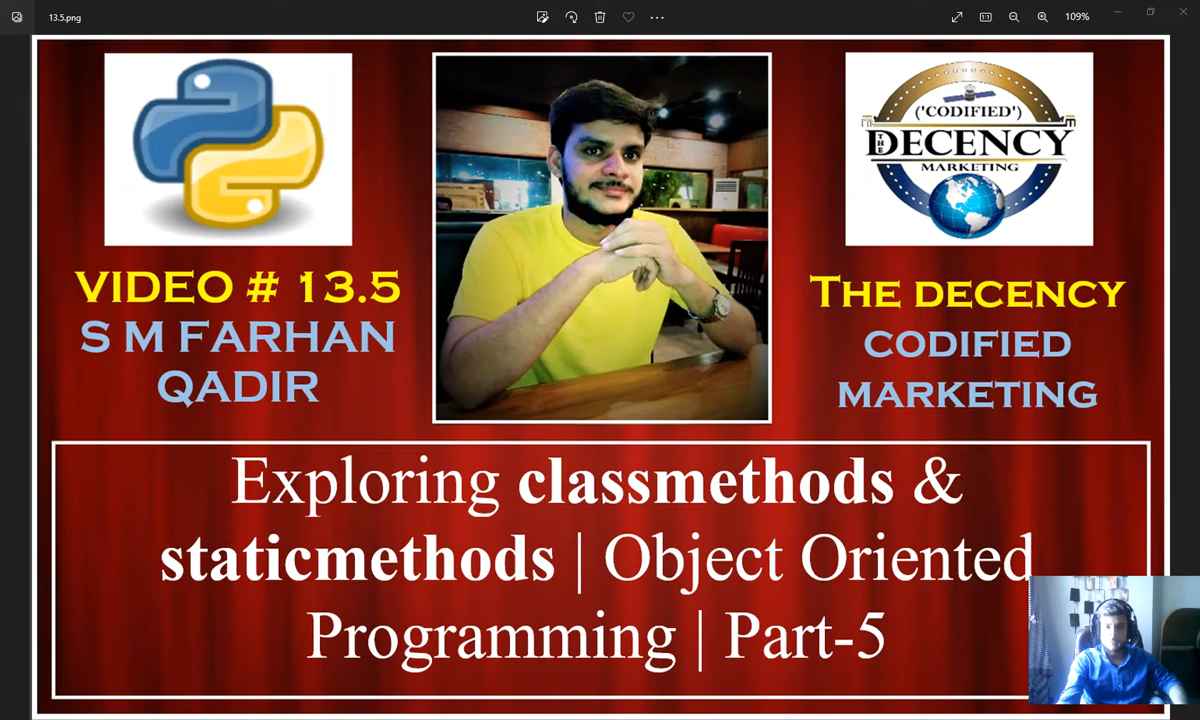 13.5.png
109%
('CODIFIED')
THE DECENCY
MARKETING
VIDEO # 13.5
S M FARHAN
QADIR
THE DECENCY
CODIFIED
MARKETING
Exploring classmethods &
staticmethods | Object Oriented
Programming | Part-5